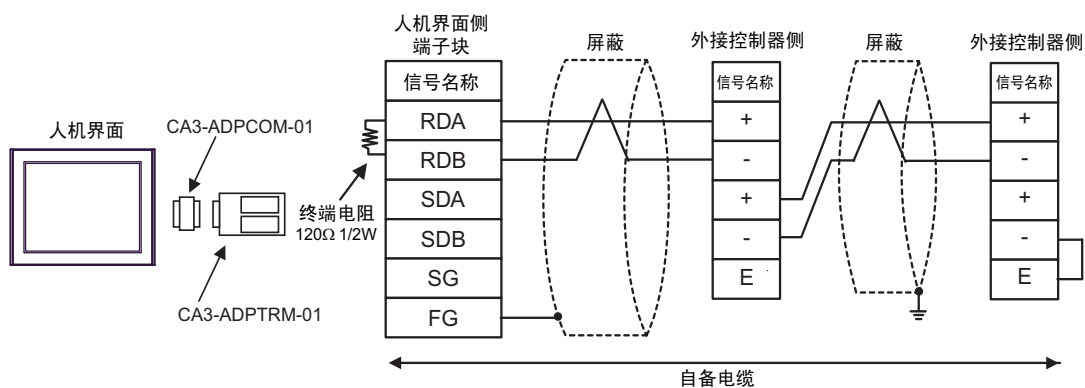 人机界面
CA3-ADPCOM-01
CA3-ADPTRM-01
终端电阻
120Ω 1/2W
人机界面侧
端子块
信号名称
RDA
RDB
SDA
SDB
SG
FG
屏蔽
外接控制器侧
信号名称
+
-
+
-
E
屏蔽
外接控制器侧
信号名称
+
-
+
-
E
自备电缆